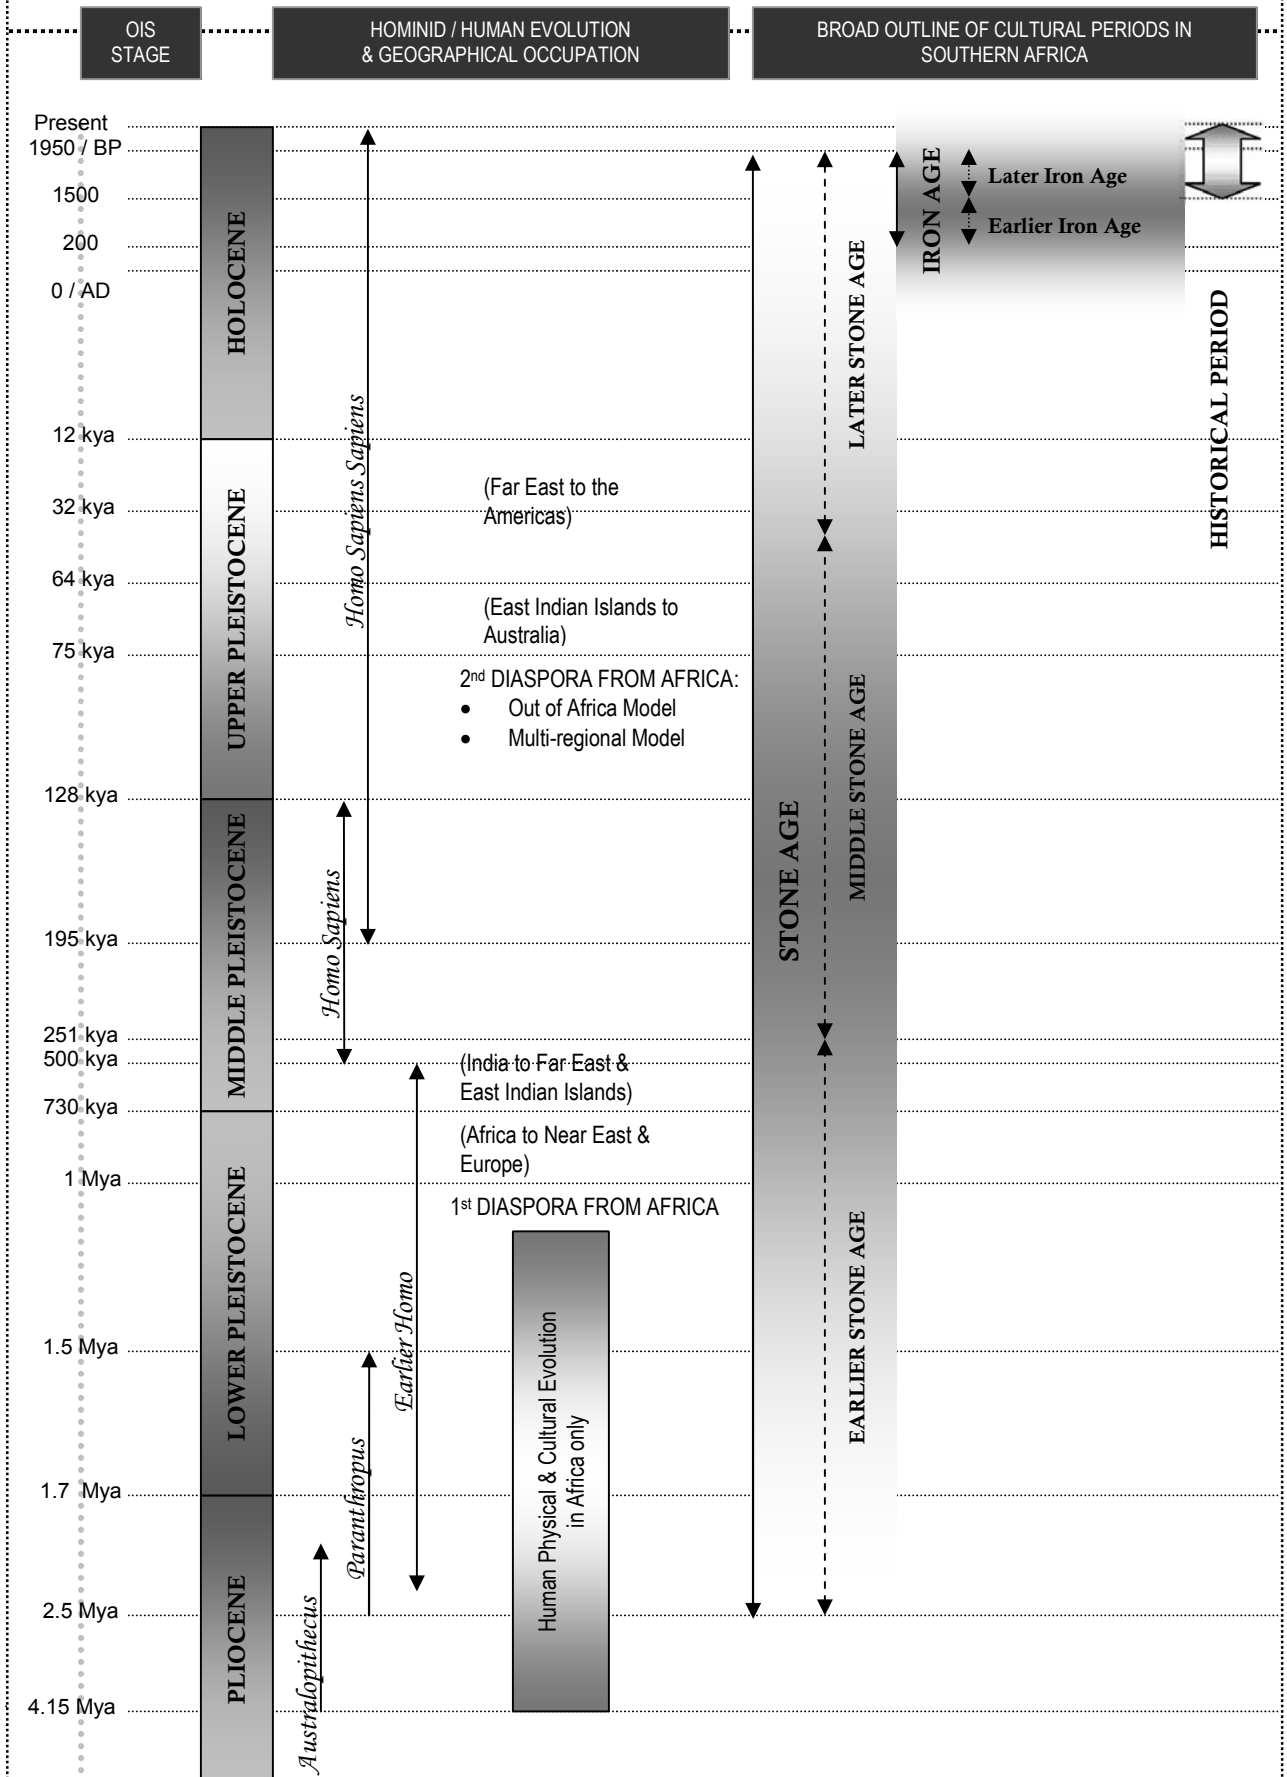 OIS
STAGE
HOMINID / HUMAN EVOLUTION
& GEOGRAPHICAL OCCUPATION
BROAD OUTLINE OF CULTURAL PERIODS IN
SOUTHERN AFRICA
Present
1950 / BP
1500
200
0 / AD
12 kya
32 kya
64 kya
75 kya
128 kya
195 kya
251 kya
500 kya
730 kya
1 Mya
1.5 Mya
1.7 Mya
2.5 Mya
4.15 Mya
HOLOCENE
UPPER PLEISTOCENE
MIDDLE PLEISTOCENE
LOWER PLEISTOCENE
PLIOCENE
Homo Sapiens Sapiens
Homo Sapiens
Earlier Homo
Paranthropus
Australopithecus
(Far East to the
Americas)
(East Indian Islands to
Australia)
2nd DIASPORA FROM AFRICA:
• Out of Africa Model
• Multi-regional Model
(India to Far East &
East Indian Islands)
(Africa to Near East &
Europe)
1st DIASPORA FROM AFRICA
Human Physical & Cultural Evolution
in Africa only
STONE AGE
LATER STONE AGE
MIDDLE STONE AGE
EARLIER STONE AGE
IRON AGE
Later Iron Age
Earlier Iron Age
HISTORICAL PERIOD